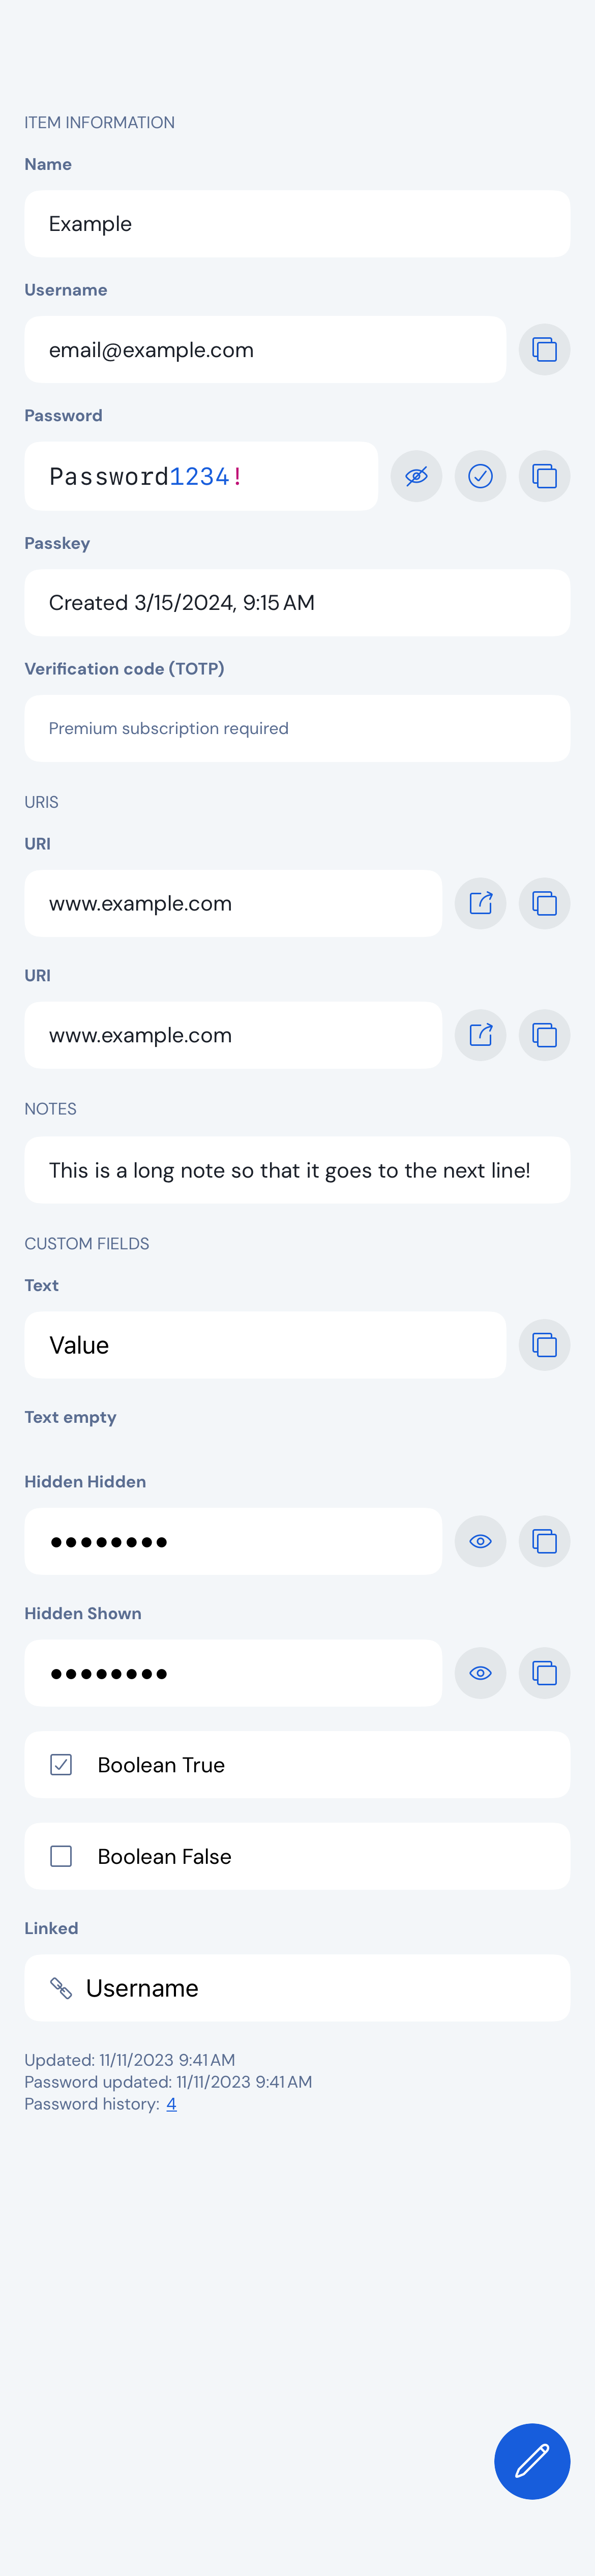 ITEM INFORMATION
Name
Example
Username
email@example.com
Password
Password1234!
Passkey
Created 3/15/2024, 9:15 AM
Verification code (TOTP)
Premium subscription required
URIS
URI
www.example.com
URI
www.example.com
NOTES
This is a long note so that it goes to the next line!
CUSTOM FIELDS
Text
Value
Text empty
Hidden Hidden
••••••••
Hidden Shown
••••••••
Boolean True
Boolean False
Linked
Username
Updated: 11/11/2023 9:41 AM
Password updated: 11/11/2023 9:41 AM
Password history: 4